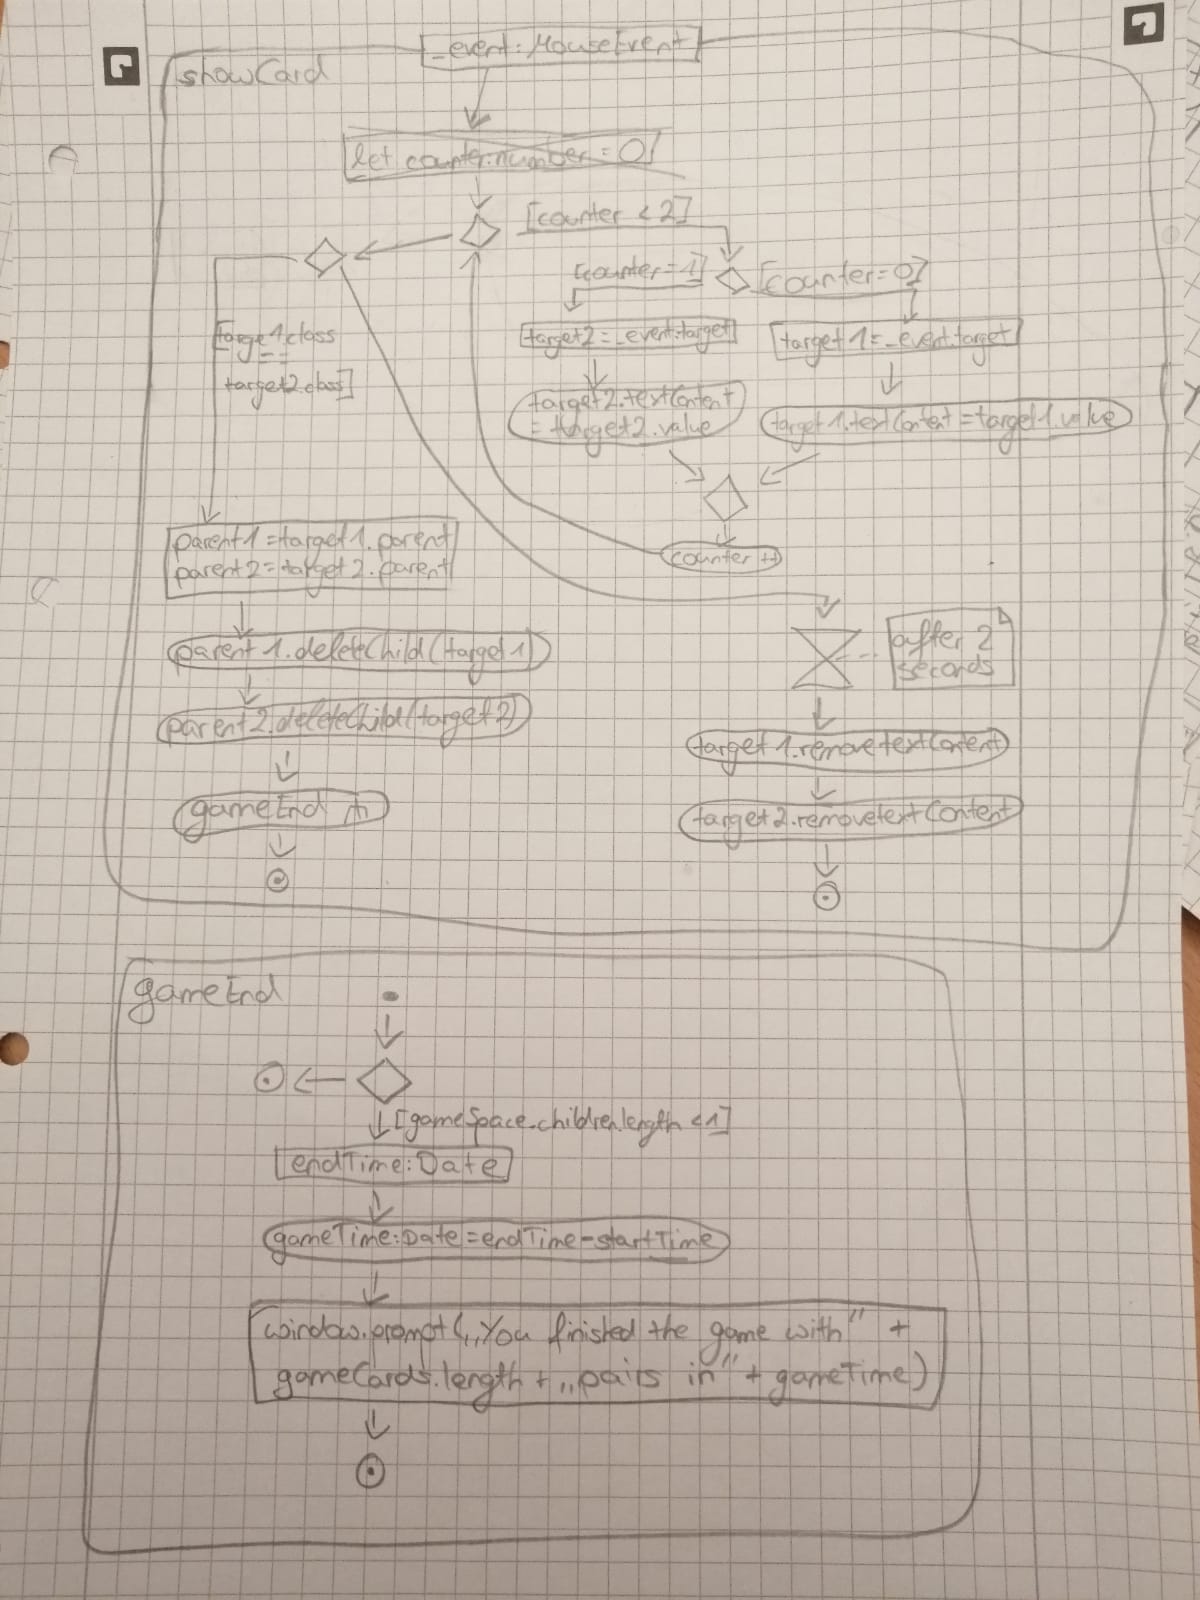 _event: MouseEvent
showCard
let counter:number = 0
[counter < 2]
[counter=1]
[counter=0]
target2=_event.target
target1=_event.target
[targe1.class
==
target2.class]
target2.textContent
= target2.value
target1.textContent=target1.value
parent1=target1.parent
parent2=target2.parent
counter++
parent1.deleteChild(target1)
after 2
seconds
parent2.deleteChild(target2)
target1.removetextContent
gameEnd
target2.removetextContent
gameEnd
[gameSpace.children.length <1]
endTime:Date
gameTime:Date=endTime-startTime
window.prompt („You finished the game with" +
gameCards.length + „pairs in" + gameTime)